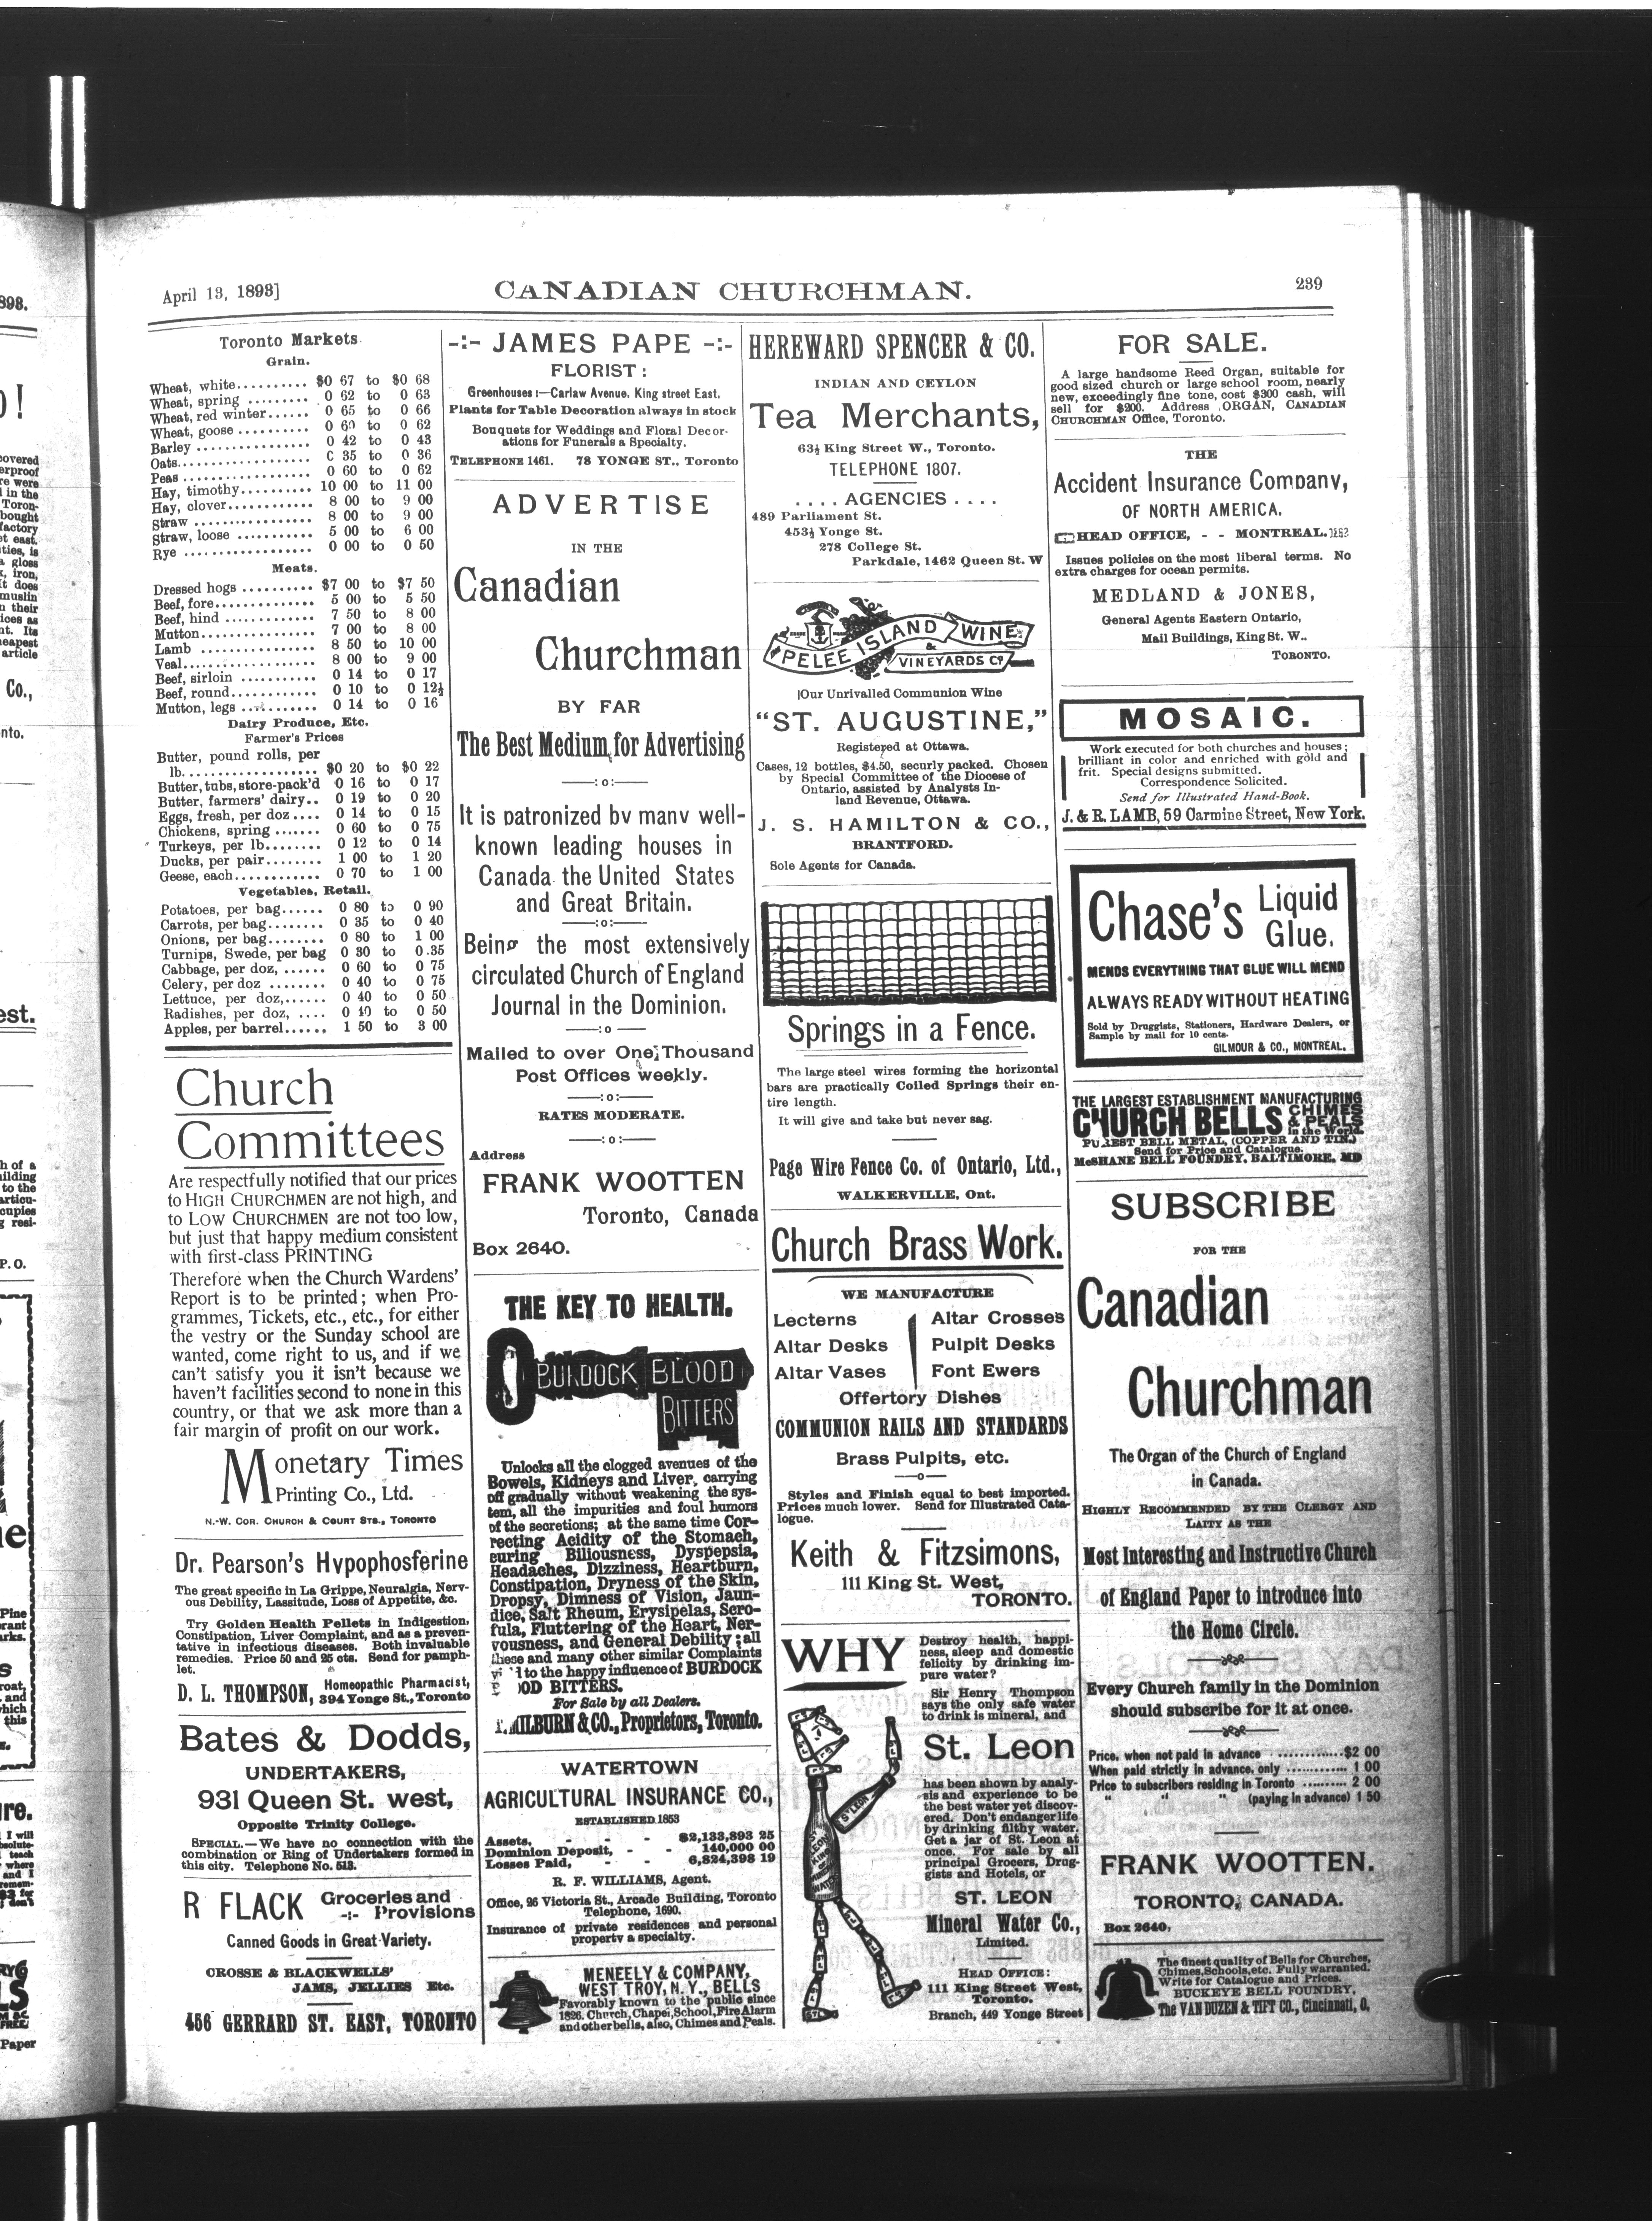 April 13, 1893]
CANADIAN CHURCHMAN.
239
Toronto Markets.
Grain.
Wheat, white.......... $0 67 to $0 68
Wheat, spring ......... 0 62 to 0 63
Wheat, red winter...... 0 65 to 0 66
Wheat, goose .......... 0 60 to 0 62
Barley ................ 0 42 to 0 43
Oats................... 0 35 to 0 36
Peas .................. 0 60 to 0 62
Hay, timothy.......... 10 00 to 11 00
Hay, clover............ 8 00 to 9 00
Straw ................. 8 00 to 9 00
Straw, loose ........... 5 00 to 6 00
Rye ................... 0 00 to 0 50
Meats.
Dressed hogs .......... $7 00 to $7 50
Beef, fore.............. 5 00 to 5 50
Beef, hind ............. 7 50 to 8 00
Mutton................. 7 00 to 8 00
Lamb ................. 8 50 to 10 00
Veal................... 8 00 to 9 00
Beef, sirloin ........... 0 14 to 0 17
Beef, round............ 0 10 to 0 12½
Mutton, legs ........... 0 14 to 0 16
Dairy Produce, Etc.
Farmer's Prices
Butter, pound rolls, per
lb................... $0 20 to $0 22
Butter, tubs, store-pack'd 0 16 to 0 17
Butter, farmers' dairy.. 0 19 to 0 20
Eggs, fresh, per doz .... 0 14 to 0 15
Chickens, spring ....... 0 60 to 0 75
Turkeys, per lb........ 0 12 to 0 14
Ducks, per pair........ 1 00 to 1 20
Geese, each............ 0 70 to 1 00
Vegetables, Retail.
Potatoes, per bag...... 0 80 to 0 90
Carrots, per bag........ 0 35 to 0 40
Onions, per bag........ 0 80 to 1 00
Turnips, Swede, per bag 0 30 to 0.35
Cabbage, per doz, ...... 0 60 to 0 75
Celery, per doz ........ 0 40 to 0 75
Lettuce, per doz,...... 0 40 to 0 50
Radishes, per doz, .... 0 40 to 0 50
Apples, per barrel...... 1 50 to 3 00
Church
Committees
Are respectfully notified that our prices
to HIGH CHURCHMEN are not high, and
to LOW CHURCHMEN are not too low,
but just that happy medium consistent
with first-class PRINTING
Therefore when the Church Wardens'
Report is to be printed; when Pro-
grammes, Tickets, etc., etc., for either
the vestry or the Sunday school are
wanted, come right to us, and if we
can't satisfy you it isn't because we
haven't facilities second to none in this
country, or that we ask more than a
fair margin of profit on our work.
Monetary Times
Printing Co., Ltd.
N.-W. COR. CHURCH & COURT STS., TORONTO
Dr. Pearson's Hypophosferine
The great specific in La Grippe, Neuralgia, Nerv-
ous Debility, Lassitude, Loss of Appetite, &c.
Try Golden Health Pellets in Indigestion,
Constipation, Liver Complaint, and as a preven-
tative in infectious diseases. Both invaluable
remedies. Price 50 and 25 cts. Send for pamph-
let.
D. L. THOMPSON, Homeopathic Pharmacist,
394 Yonge St., Toronto
Bates & Dodds,
UNDERTAKERS,
931 Queen St. west,
Opposite Trinity College.
SPECIAL.—We have no connection with the
combination or Ring of Undertakers formed in
this city. Telephone No. 513.
R FLACK Groceries and
-:- Provisions
Canned Goods in Great Variety.
CROSSE & BLACKWELLS'
JAMS, JELLIES Etc.
456 GERRARD ST. EAST, TORONTO
-:- JAMES PAPE -:-
FLORIST:
Greenhouses :—Carlaw Avenue. King street East.
Plants for Table Decoration always in stock
Bouquets for Weddings and Floral Decor-
ations for Funerals a Specialty.
TELEPHONE 1461. 78 YONGE ST., Toronto
ADVERTISE
IN THE
Canadian
Churchman
BY FAR
The Best Medium for Advertising
—:o:—
It is patronized by many well-
known leading houses in
Canada the United States
and Great Britain.
—:o:—
Being the most extensively
circulated Church of England
Journal in the Dominion.
—:o—
Mailed to over One Thousand
Post Offices weekly.
—:o:—
RATES MODERATE.
—:o:—
Address
FRANK WOOTTEN
Toronto, Canada
Box 2640.
THE KEY TO HEALTH.
BURDOCK BLOOD
BITTERS
Unlocks all the clogged avenues of the
Bowels, Kidneys and Liver, carrying
off gradually without weakening the sys-
tem, all the impurities and foul humors
of the secretions; at the same time Cor-
recting Acidity of the Stomach,
curing Biliousness, Dyspepsia,
Headaches, Dizziness, Heartburn,
Constipation, Dryness of the Skin,
Dropsy, Dimness of Vision, Jaun-
dice, Salt Rheum, Erysipelas, Scro-
fula, Fluttering of the Heart, Ner-
vousness, and General Debility; all
these and many other similar Complaints
to the happy influence of BURDOCK
OOD BITTERS.
For Sale by all Dealers.
T. MILBURN & CO., Proprietors, Toronto.
WATERTOWN
AGRICULTURAL INSURANCE CO.,
ESTABLISHED 1853
Assets, - - - $2,133,893 25
Dominion Deposit, - - 140,000 00
Losses Paid, - - - 6,824,398 19
R. F. WILLIAMS, Agent.
Office, 26 Victoria St., Arcade Building, Toronto
Telephone, 1690.
Insurance of private residences and personal
property a specialty.
MENEELY & COMPANY,
WEST TROY, N. Y., BELLS
Favorably known to the public since
1826. Church, Chapel, School, Fire Alarm
and other bells, also, Chimes and Peals.
HEREWARD SPENCER & CO.
INDIAN AND CEYLON
Tea Merchants,
63½ King Street W., Toronto.
TELEPHONE 1807.
.... AGENCIES ....
489 Parliament St.
453½ Yonge St.
278 College St.
Parkdale, 1462 Queen St. W
TRADE MARK
PELEE ISLAND WINE
& VINEYARDS CO.
Our Unrivalled Communion Wine
"ST. AUGUSTINE,"
Registered at Ottawa.
Cases, 12 bottles, $4.50, securly packed. Chosen
by Special Committee of the Diocese of
Ontario, assisted by Analysts In-
land Revenue, Ottawa.
J. S. HAMILTON & CO.,
BRANTFORD.
Sole Agents for Canada.
Springs in a Fence.
The large steel wires forming the horizontal
bars are practically Coiled Springs their en-
tire length.
It will give and take but never sag.
Page Wire Fence Co. of Ontario, Ltd.,
WALKERVILLE, Ont.
Church Brass Work.
WE MANUFACTURE
Lecterns Altar Crosses
Altar Desks Pulpit Desks
Altar Vases Font Ewers
Offertory Dishes
COMMUNION RAILS AND STANDARDS
Brass Pulpits, etc.
—o—
Styles and Finish equal to best imported.
Prices much lower. Send for Illustrated Cata-
logue.
Keith & Fitzsimons,
111 King St. West,
TORONTO.
WHY
Destroy health, happi-
ness, sleep and domestic
felicity by drinking im-
pure water?
Sir Henry Thompson
says the only safe water
to drink is mineral, and
St. Leon
has been shown by analy-
sis and experience to be
the best water yet discov-
ered. Don't endanger life
by drinking filthy water.
Get a jar of St. Leon at
once. For sale by all
principal Grocers, Drug-
gists and Hotels, or
ST. LEON
Mineral Water Co.,
Limited.
HEAD OFFICE:
111 King Street West,
Toronto.
Branch, 449 Yonge Street
ST LEON
ST LEON KING OF MINERAL WATER
FOR SALE.
A large handsome Reed Organ, suitable for
good sized church or large school room, nearly
new, exceedingly fine tone, cost $300 cash, will
sell for $200. Address ORGAN, CANADIAN
CHURCHMAN Office, Toronto.
THE
Accident Insurance Company,
OF NORTH AMERICA.
HEAD OFFICE, - - MONTREAL.
Issues policies on the most liberal terms. No
extra charges for ocean permits.
MEDLAND & JONES,
General Agents Eastern Ontario,
Mail Buildings, King St. W..
TORONTO.
MOSAIC.
Work executed for both churches and houses;
brilliant in color and enriched with gold and
frit. Special designs submitted.
Correspondence Solicited.
Send for Illustrated Hand-Book.
J. & R. LAMB, 59 Carmine Street, New York.
Chase's Liquid
Glue.
MENDS EVERYTHING THAT GLUE WILL MEND
ALWAYS READY WITHOUT HEATING
Sold by Druggists, Stationers, Hardware Dealers, or
Sample by mail for 10 cents.
GILMOUR & CO., MONTREAL.
THE LARGEST ESTABLISHMENT MANUFACTURING
CHURCH BELLS CHIMES
& PEALS
in the World.
PUREST BELL METAL, (COPPER AND TIN.)
Send for Price and Catalogue.
McSHANE BELL FOUNDRY, BALTIMORE, MD
SUBSCRIBE
FOR THE
Canadian
Churchman
The Organ of the Church of England
in Canada.
HIGHLY RECOMMENDED BY THE CLERGY AND
LAITY AS THE
Most Interesting and Instructive Church
of England Paper to introduce into
the Home Circle.
Every Church family in the Dominion
should subscribe for it at once.
Price, when not paid in advance .............$2 00
When paid strictly in advance, only ............ 1 00
Price to subscribers residing in Toronto .......... 2 00
" " " (paying in advance) 1 50
FRANK WOOTTEN.
TORONTO, CANADA.
Box 2640,
The finest quality of Bells for Churches,
Chimes, Schools, etc. Fully warranted.
Write for Catalogue and Prices.
BUCKEYE BELL FOUNDRY,
The VAN DUZEN & TIFT CO., Cincinnati, O.